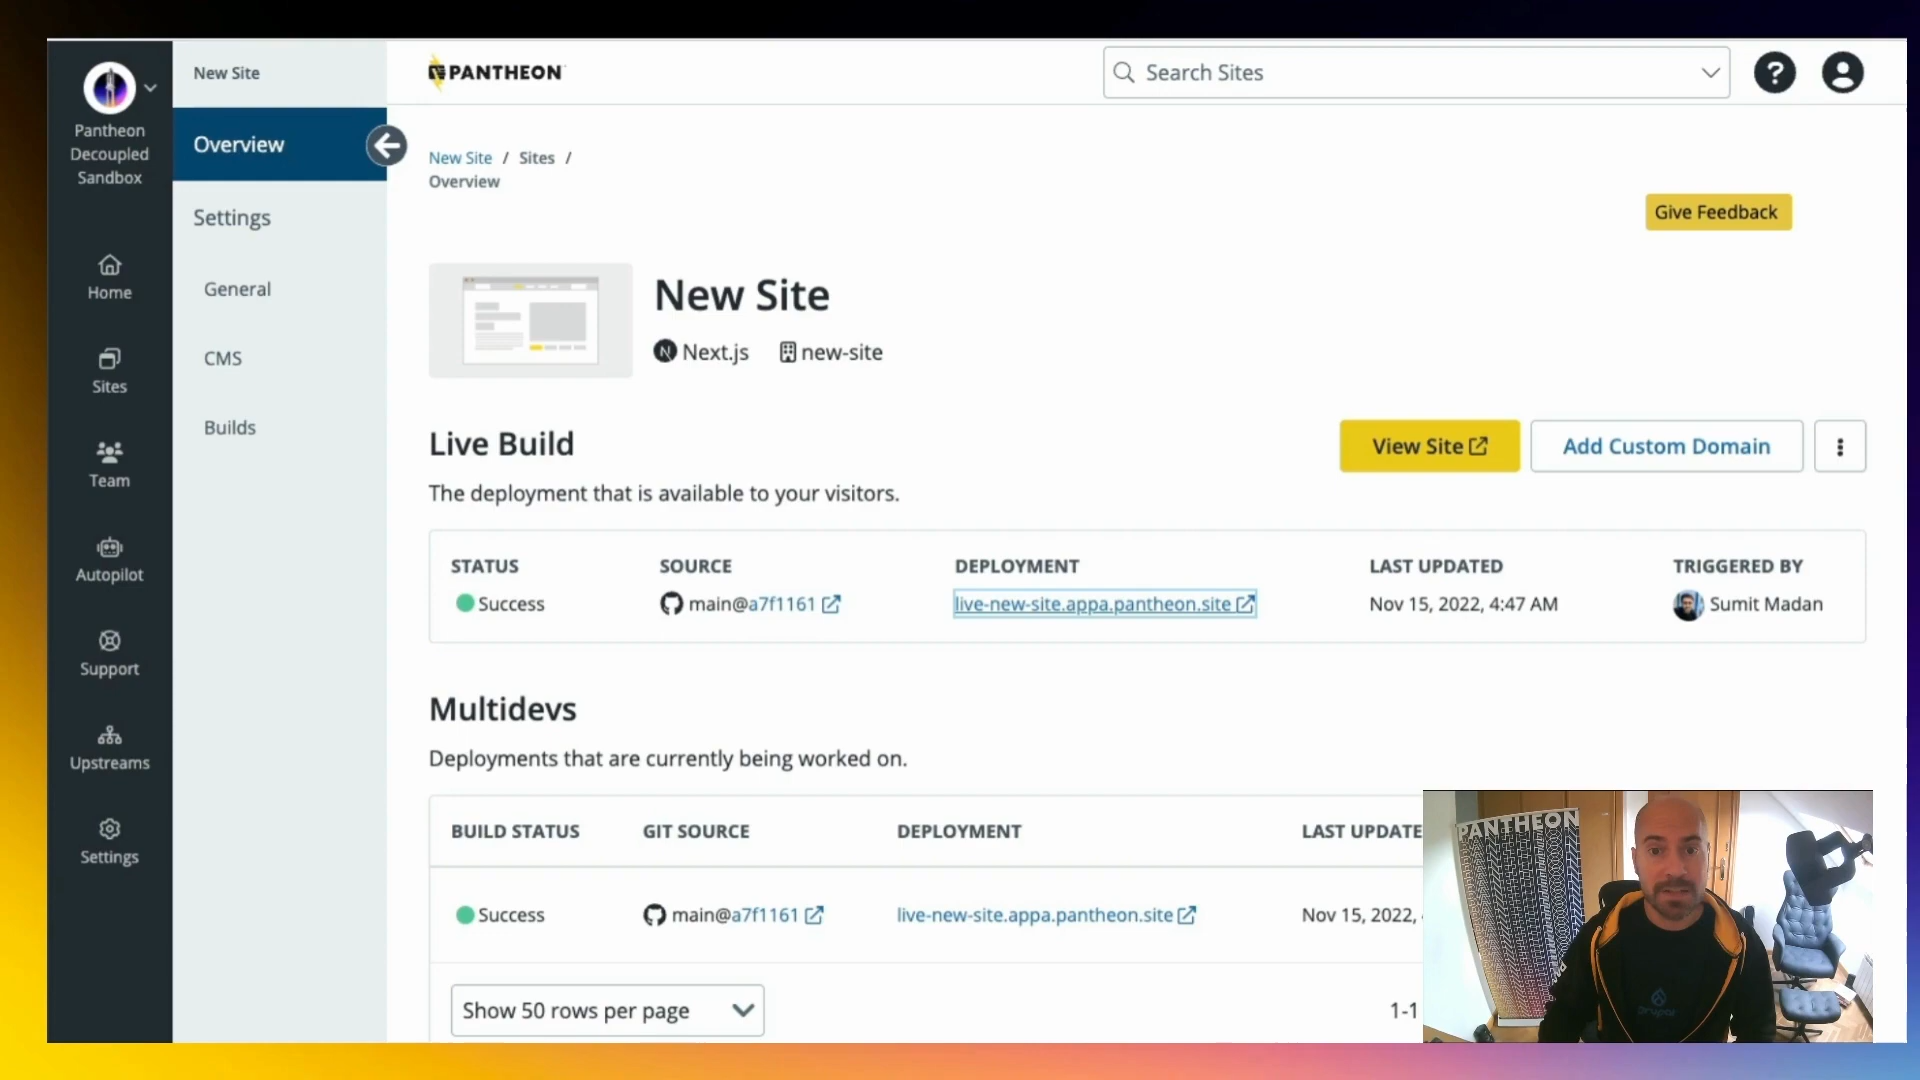 Pantheon
Decoupled
Sandbox
Home
Sites
Team
Autopilot
Support
Upstreams
Settings
New Site
Overview
Settings
General
CMS
Builds
PANTHEON
Search Sites
?
New Site / Sites /
Overview
Give Feedback
New Site
N Next.js new-site
Live Build
View Site
Add Custom Domain
The deployment that is available to your visitors.
STATUS SOURCE DEPLOYMENT LAST UPDATED TRIGGERED BY
Success main@a7f1161 live-new-site.appa.pantheon.site Nov 15, 2022, 4:47 AM Sumit Madan
Multidevs
Deployments that are currently being worked on.
BUILD STATUS GIT SOURCE DEPLOYMENT LAST UPDATE
Success main@a7f1161 live-new-site.appa.pantheon.site Nov 15, 2022,
Show 50 rows per page 1-1
PANTHEON
Drupal